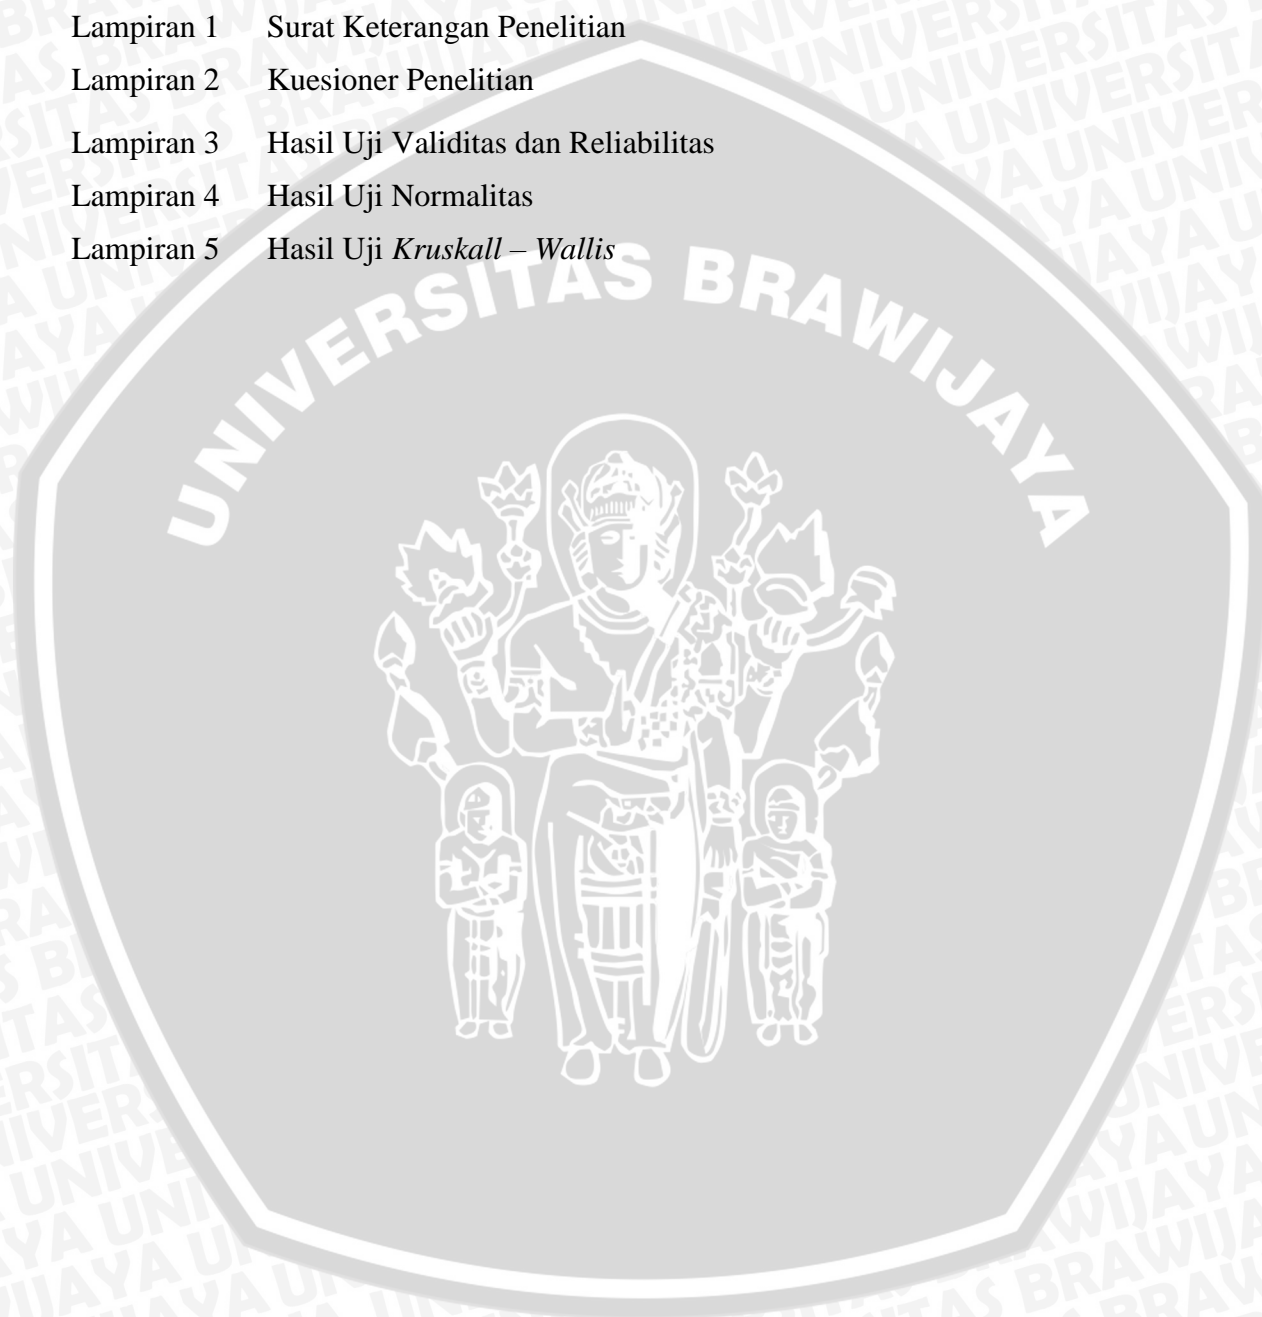 Lampiran 1 Surat Keterangan Penelitian
Lampiran 2 Kuesioner Penelitian
Lampiran 3 Hasil Uji Validitas dan Reliabilitas
Lampiran 4 Hasil Uji Normalitas
Lampiran 5 Hasil Uji Kruskall – Wallis
UNIVERSITAS BRAWIJAYA